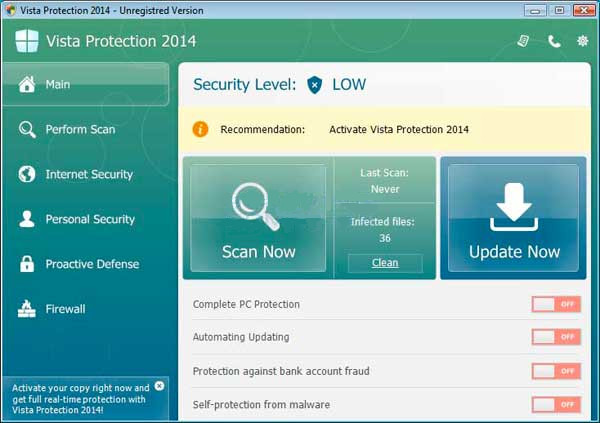 Vista Protection 2014 - Unregistred Version
Vista Protection 2014
Main
Perform Scan
Internet Security
Personal Security
Proactive Defense
Firewall
Activate your copy right now and
get full real-time protection with
Vista Protection 2014!
Security Level: LOW
Recommendation: Activate Vista Protection 2014
Scan Now
Last Scan:
Never
Infected files:
36
Clean
Update Now
Complete PC Protection OFF
Automating Updating OFF
Protection against bank account fraud OFF
Self-protection from malware OFF